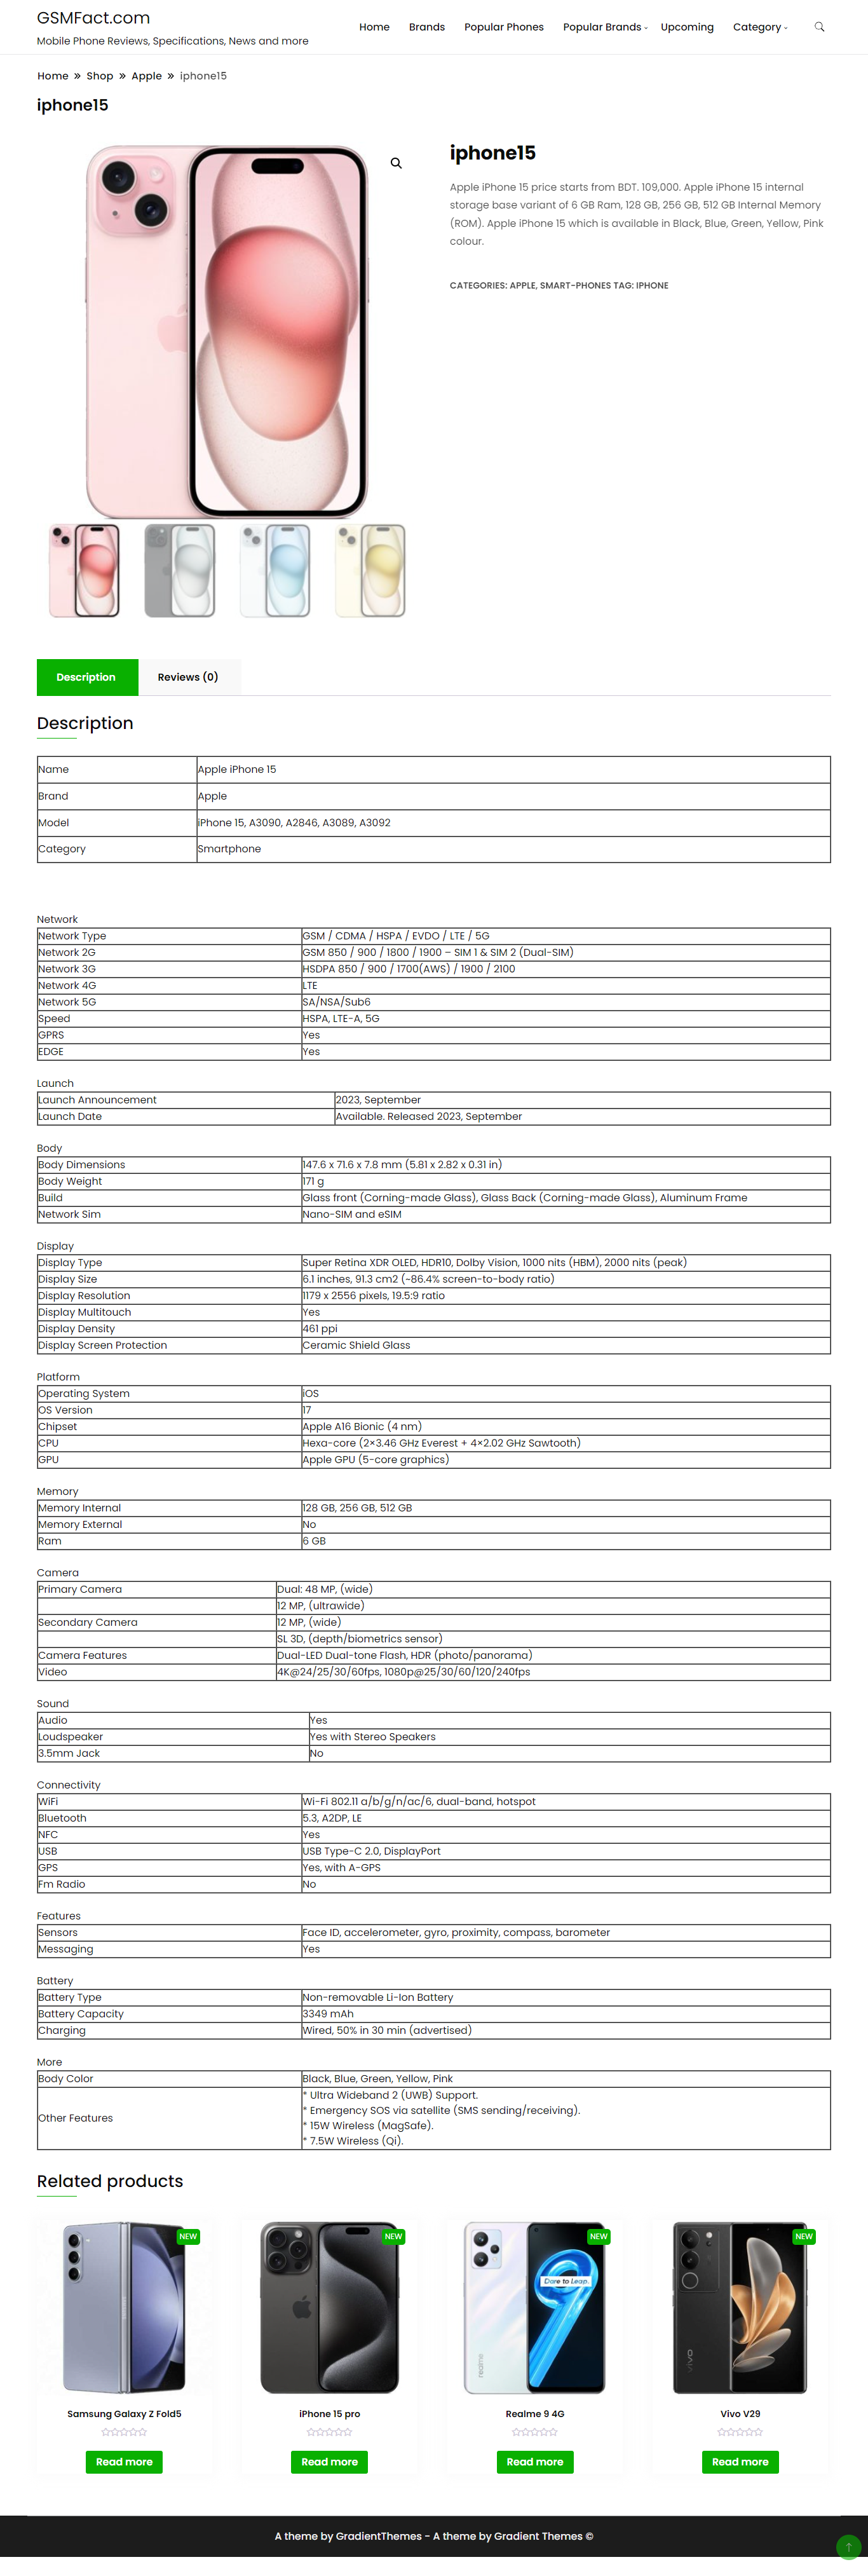 GSMFact.com
Mobile Phone Reviews, Specifications, News and more
Home Brands Popular Phones Popular Brands Upcoming Category
Home » Shop » Apple » iphone15
iphone15
iphone15
Apple iPhone 15 price starts from BDT. 109,000. Apple iPhone 15 internal
storage base variant of 6 GB Ram, 128 GB, 256 GB, 512 GB Internal Memory
(ROM). Apple iPhone 15 which is available in Black, Blue, Green, Yellow, Pink
colour.
CATEGORIES: APPLE, SMART-PHONES TAG: IPHONE
Description Reviews (0)
Description
Name Apple iPhone 15
Brand Apple
Model iPhone 15, A3090, A2846, A3089, A3092
Category Smartphone
Network
Network Type GSM / CDMA / HSPA / EVDO / LTE / 5G
Network 2G GSM 850 / 900 / 1800 / 1900 – SIM 1 & SIM 2 (Dual-SIM)
Network 3G HSDPA 850 / 900 / 1700(AWS) / 1900 / 2100
Network 4G LTE
Network 5G SA/NSA/Sub6
Speed HSPA, LTE-A, 5G
GPRS Yes
EDGE Yes
Launch
Launch Announcement 2023, September
Launch Date Available. Released 2023, September
Body
Body Dimensions 147.6 x 71.6 x 7.8 mm (5.81 x 2.82 x 0.31 in)
Body Weight 171 g
Build Glass front (Corning-made Glass), Glass Back (Corning-made Glass), Aluminum Frame
Network Sim Nano-SIM and eSIM
Display
Display Type Super Retina XDR OLED, HDR10, Dolby Vision, 1000 nits (HBM), 2000 nits (peak)
Display Size 6.1 inches, 91.3 cm2 (~86.4% screen-to-body ratio)
Display Resolution 1179 x 2556 pixels, 19.5:9 ratio
Display Multitouch Yes
Display Density 461 ppi
Display Screen Protection Ceramic Shield Glass
Platform
Operating System iOS
OS Version 17
Chipset Apple A16 Bionic (4 nm)
CPU Hexa-core (2×3.46 GHz Everest + 4×2.02 GHz Sawtooth)
GPU Apple GPU (5-core graphics)
Memory
Memory Internal 128 GB, 256 GB, 512 GB
Memory External No
Ram 6 GB
Camera
Primary Camera Dual: 48 MP, (wide)
12 MP, (ultrawide)
Secondary Camera 12 MP, (wide)
SL 3D, (depth/biometrics sensor)
Camera Features Dual-LED Dual-tone Flash, HDR (photo/panorama)
Video 4K@24/25/30/60fps, 1080p@25/30/60/120/240fps
Sound
Audio Yes
Loudspeaker Yes with Stereo Speakers
3.5mm Jack No
Connectivity
WiFi Wi-Fi 802.11 a/b/g/n/ac/6, dual-band, hotspot
Bluetooth 5.3, A2DP, LE
NFC Yes
USB USB Type-C 2.0, DisplayPort
GPS Yes, with A-GPS
Fm Radio No
Features
Sensors Face ID, accelerometer, gyro, proximity, compass, barometer
Messaging Yes
Battery
Battery Type Non-removable Li-Ion Battery
Battery Capacity 3349 mAh
Charging Wired, 50% in 30 min (advertised)
More
Body Color Black, Blue, Green, Yellow, Pink
* Ultra Wideband 2 (UWB) Support.
* Emergency SOS via satellite (SMS sending/receiving).
Other Features
* 15W Wireless (MagSafe).
* 7.5W Wireless (Qi).
Related products
NEW NEW NEW NEW
Dare to Leap
realme
vivo
Samsung Galaxy Z Fold5 iPhone 15 pro Realme 9 4G Vivo V29
Read more Read more Read more Read more
A theme by GradientThemes - A theme by Gradient Themes ©